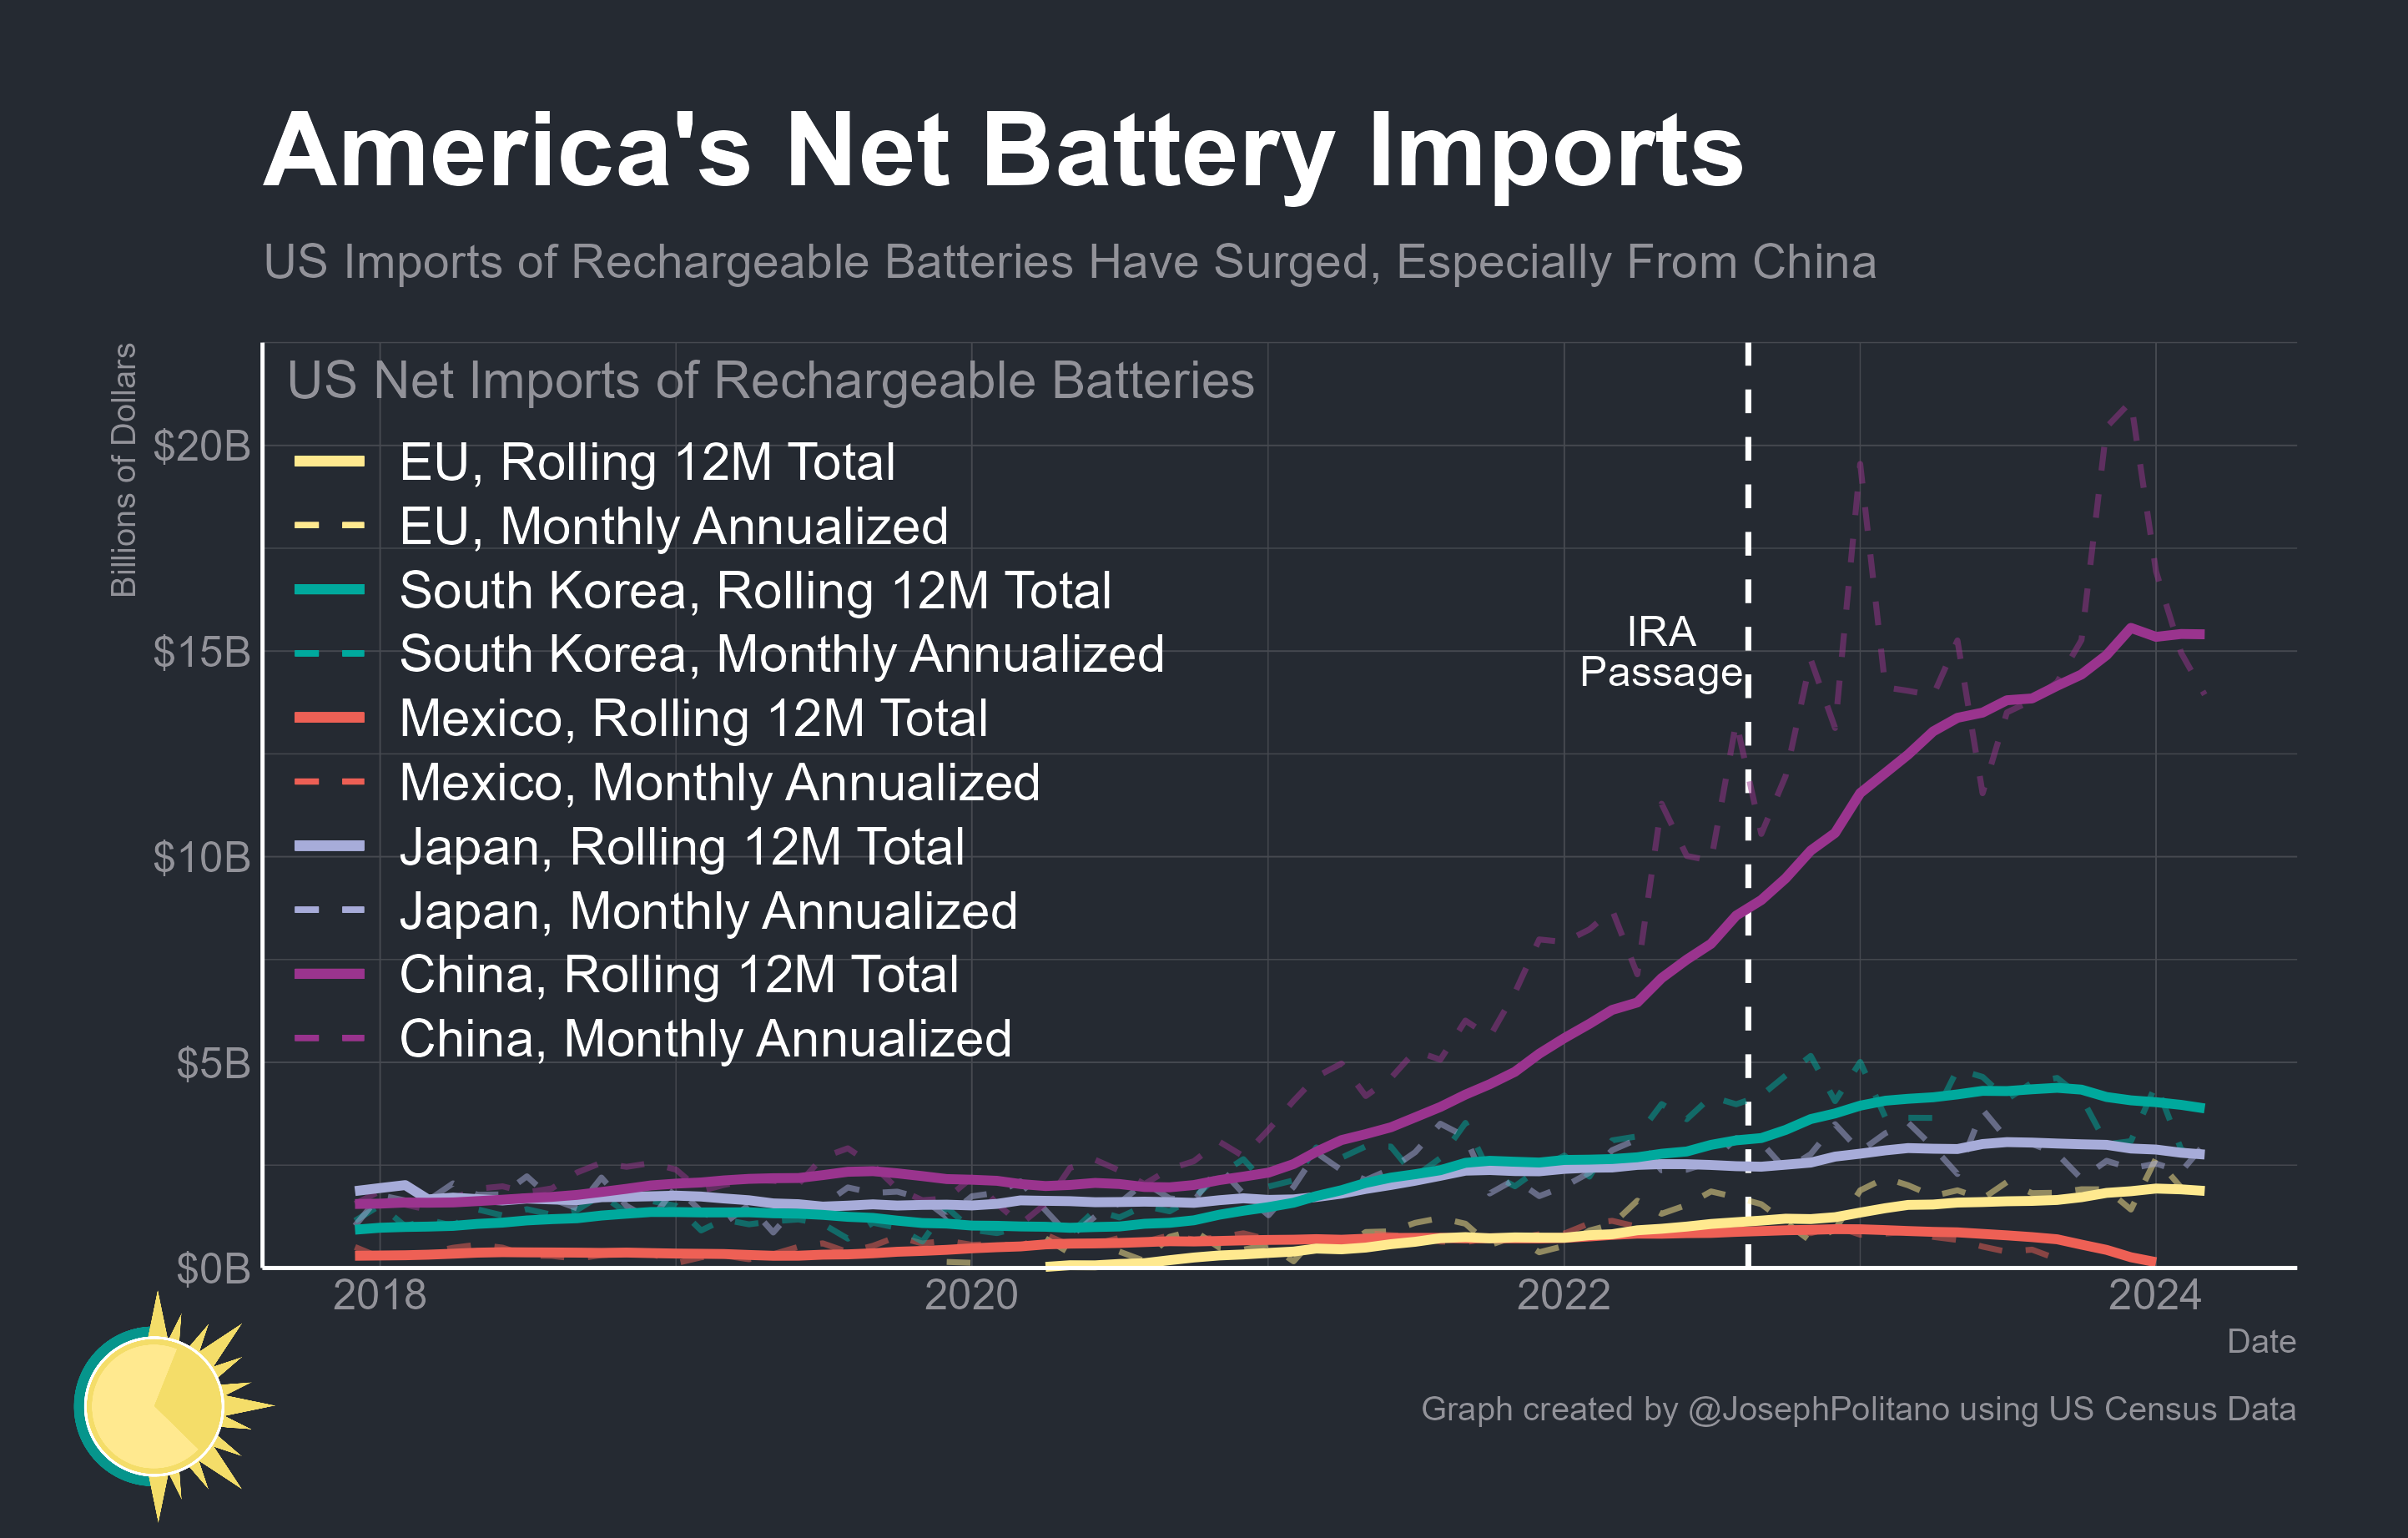 America's Net Battery Imports
US Imports of Rechargeable Batteries Have Surged, Especially From China
Billions of Dollars
US Net Imports of Rechargeable Batteries
EU, Rolling 12M Total
EU, Monthly Annualized
South Korea, Rolling 12M Total
South Korea, Monthly Annualized
Mexico, Rolling 12M Total
Mexico, Monthly Annualized
Japan, Rolling 12M Total
Japan, Monthly Annualized
China, Rolling 12M Total
China, Monthly Annualized
$20B
$15B
$10B
$5B
$0B
IRA
Passage
2018
2020
2022
2024
Date
Graph created by @JosephPolitano using US Census Data